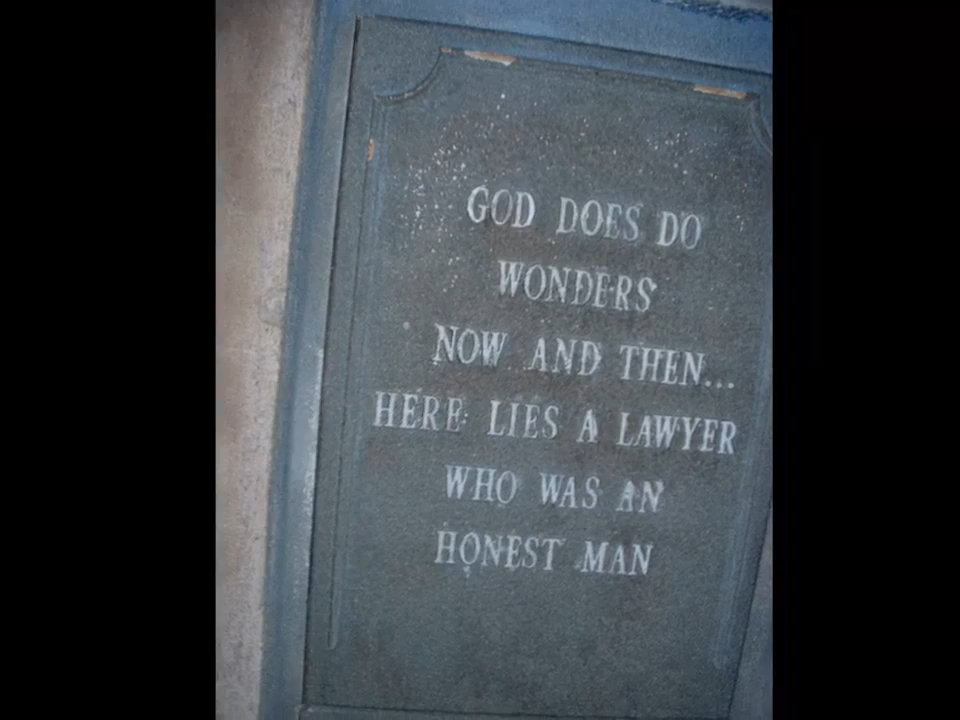 GOD DOES DO
WONDERS
NOW AND THEN...
HERE LIES A LAWYER
WHO WAS AN
HONEST MAN